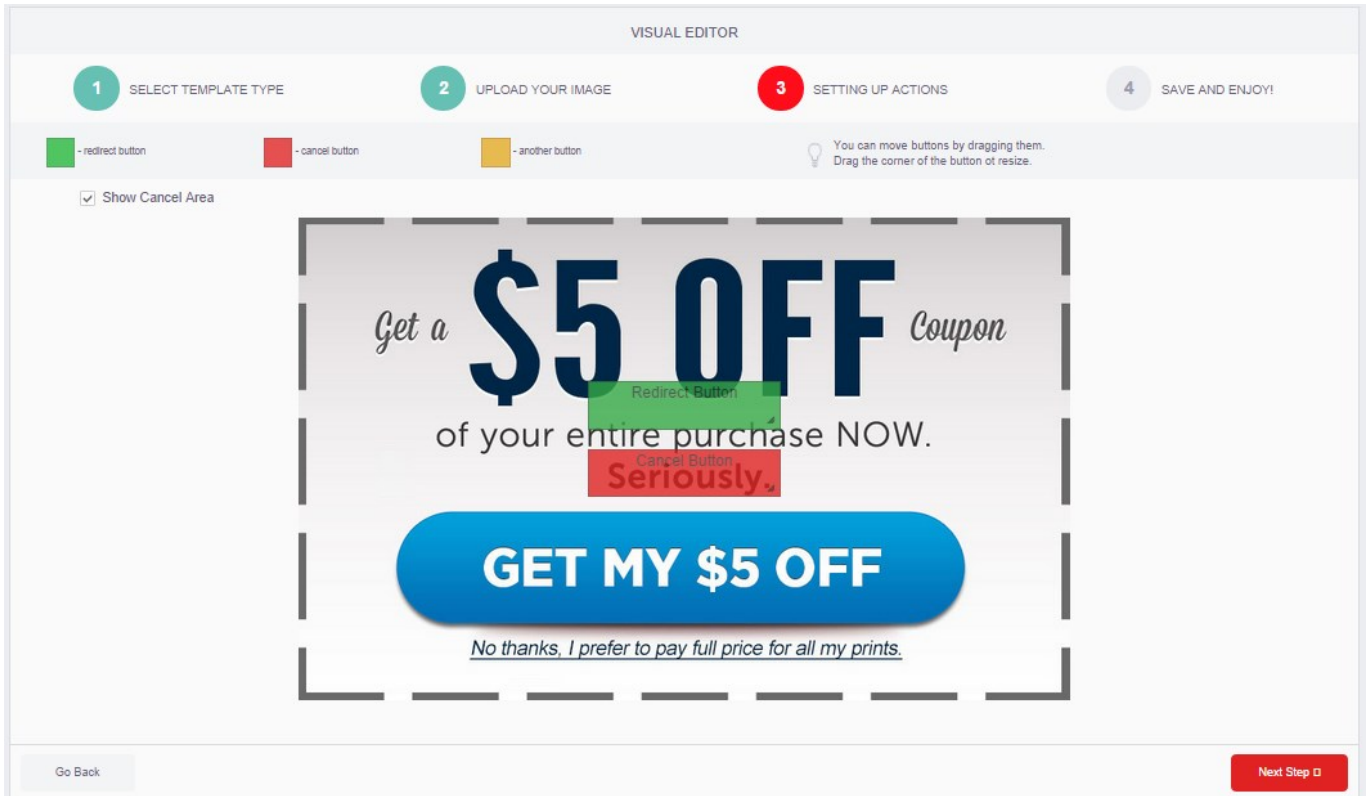 VISUAL EDITOR
1 SELECT TEMPLATE TYPE
2 UPLOAD YOUR IMAGE
3 SETTING UP ACTIONS
4 SAVE AND ENJOY!
- redirect button
- cancel button
- another button
You can move buttons by dragging them.
Drag the corner of the button ot resize.
Show Cancel Area
Get a $5 OFF Coupon
Redirect Button
of your entire purchase NOW.
Cancel Button
Seriously.
GET MY $5 OFF
No thanks, I prefer to pay full price for all my prints.
Go Back
Next Step